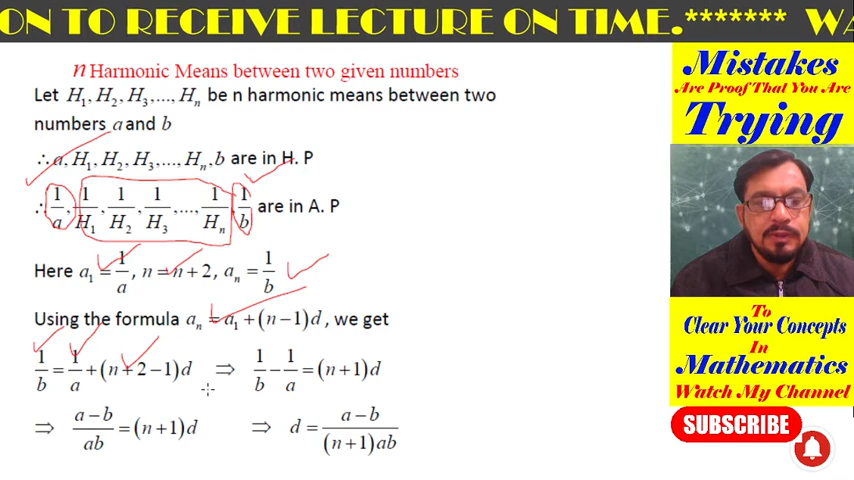 ON TO RECEIVE LECTURE ON TIME.******* WA
n Harmonic Means between two given numbers
Let H₁, H₂, H₃,..., Hₙ be n harmonic means between two
numbers a and b
∴ a, H₁, H₂, H₃,..., Hₙ, b are in H. P
∴ 1/a, 1/H₁, 1/H₂, 1/H₃,..., 1/Hₙ, 1/b are in A. P
Here a₁ = 1/a, n = n + 2, aₙ = 1/b
Using the formula aₙ = a₁ + (n − 1)d, we get
1/b = 1/a + (n + 2 − 1)d ⇒ 1/b − 1/a = (n + 1)d
⇒ (a − b)/ab = (n + 1)d ⇒ d = (a − b)/(n + 1)ab
Mistakes
Are Proof That You Are
Trying
To
Clear Your Concepts
In
Mathematics
Watch My Channel
SUBSCRIBE